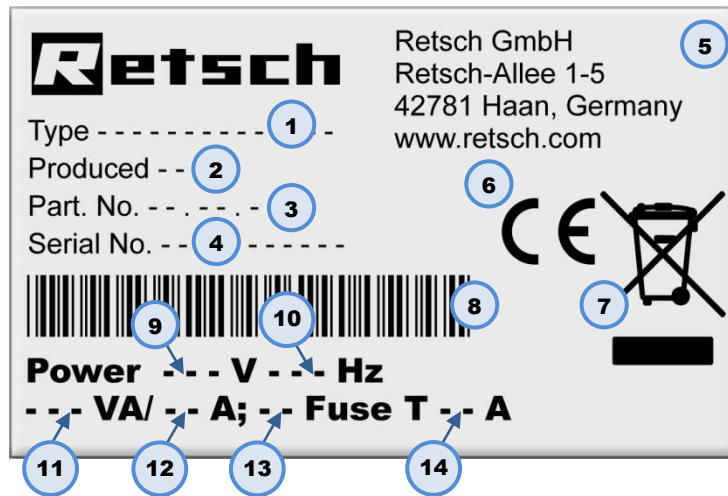 Retsch
Retsch GmbH
Retsch-Allee 1-5
42781 Haan, Germany
www.retsch.com
5
Type - - - - - - - - - - - 1 - -
Produced - - 2
Part. No. - - . - - . - 3
Serial No. - - 4 - - - - - -
6
CE
7
8
9
10
Power - - - V - - - Hz
- - - VA/ - - A; - - Fuse T - - A
11
12
13
14